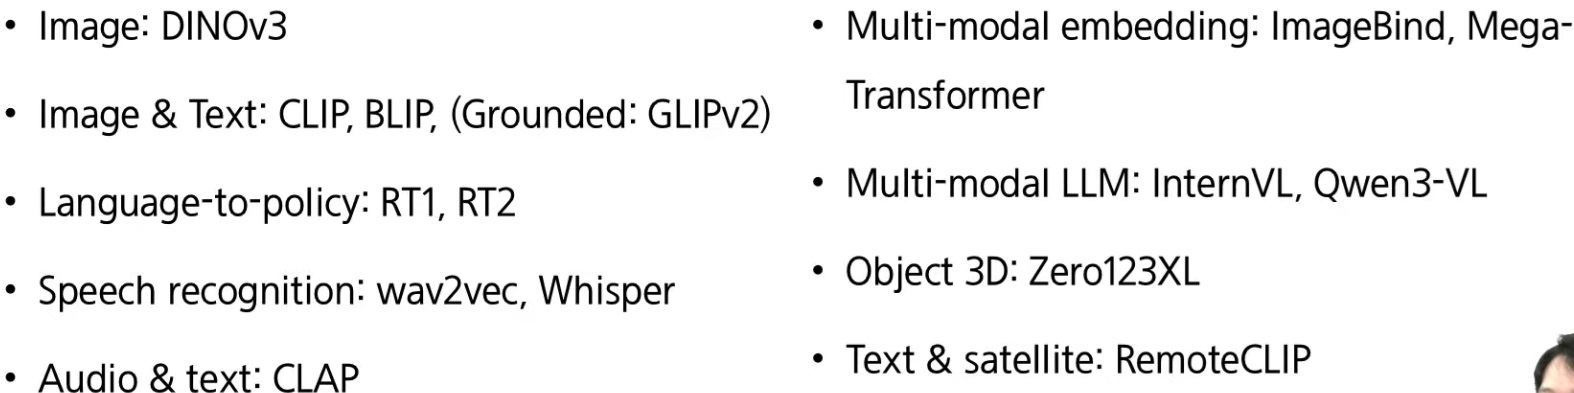 • Image: DINOv3
• Image & Text: CLIP, BLIP, (Grounded: GLIPv2)
• Language-to-policy: RT1, RT2
• Speech recognition: wav2vec, Whisper
• Audio & text: CLAP
• Multi-modal embedding: ImageBind, Mega-
Transformer
• Multi-modal LLM: InternVL, Qwen3-VL
• Object 3D: Zero123XL
• Text & satellite: RemoteCLIP